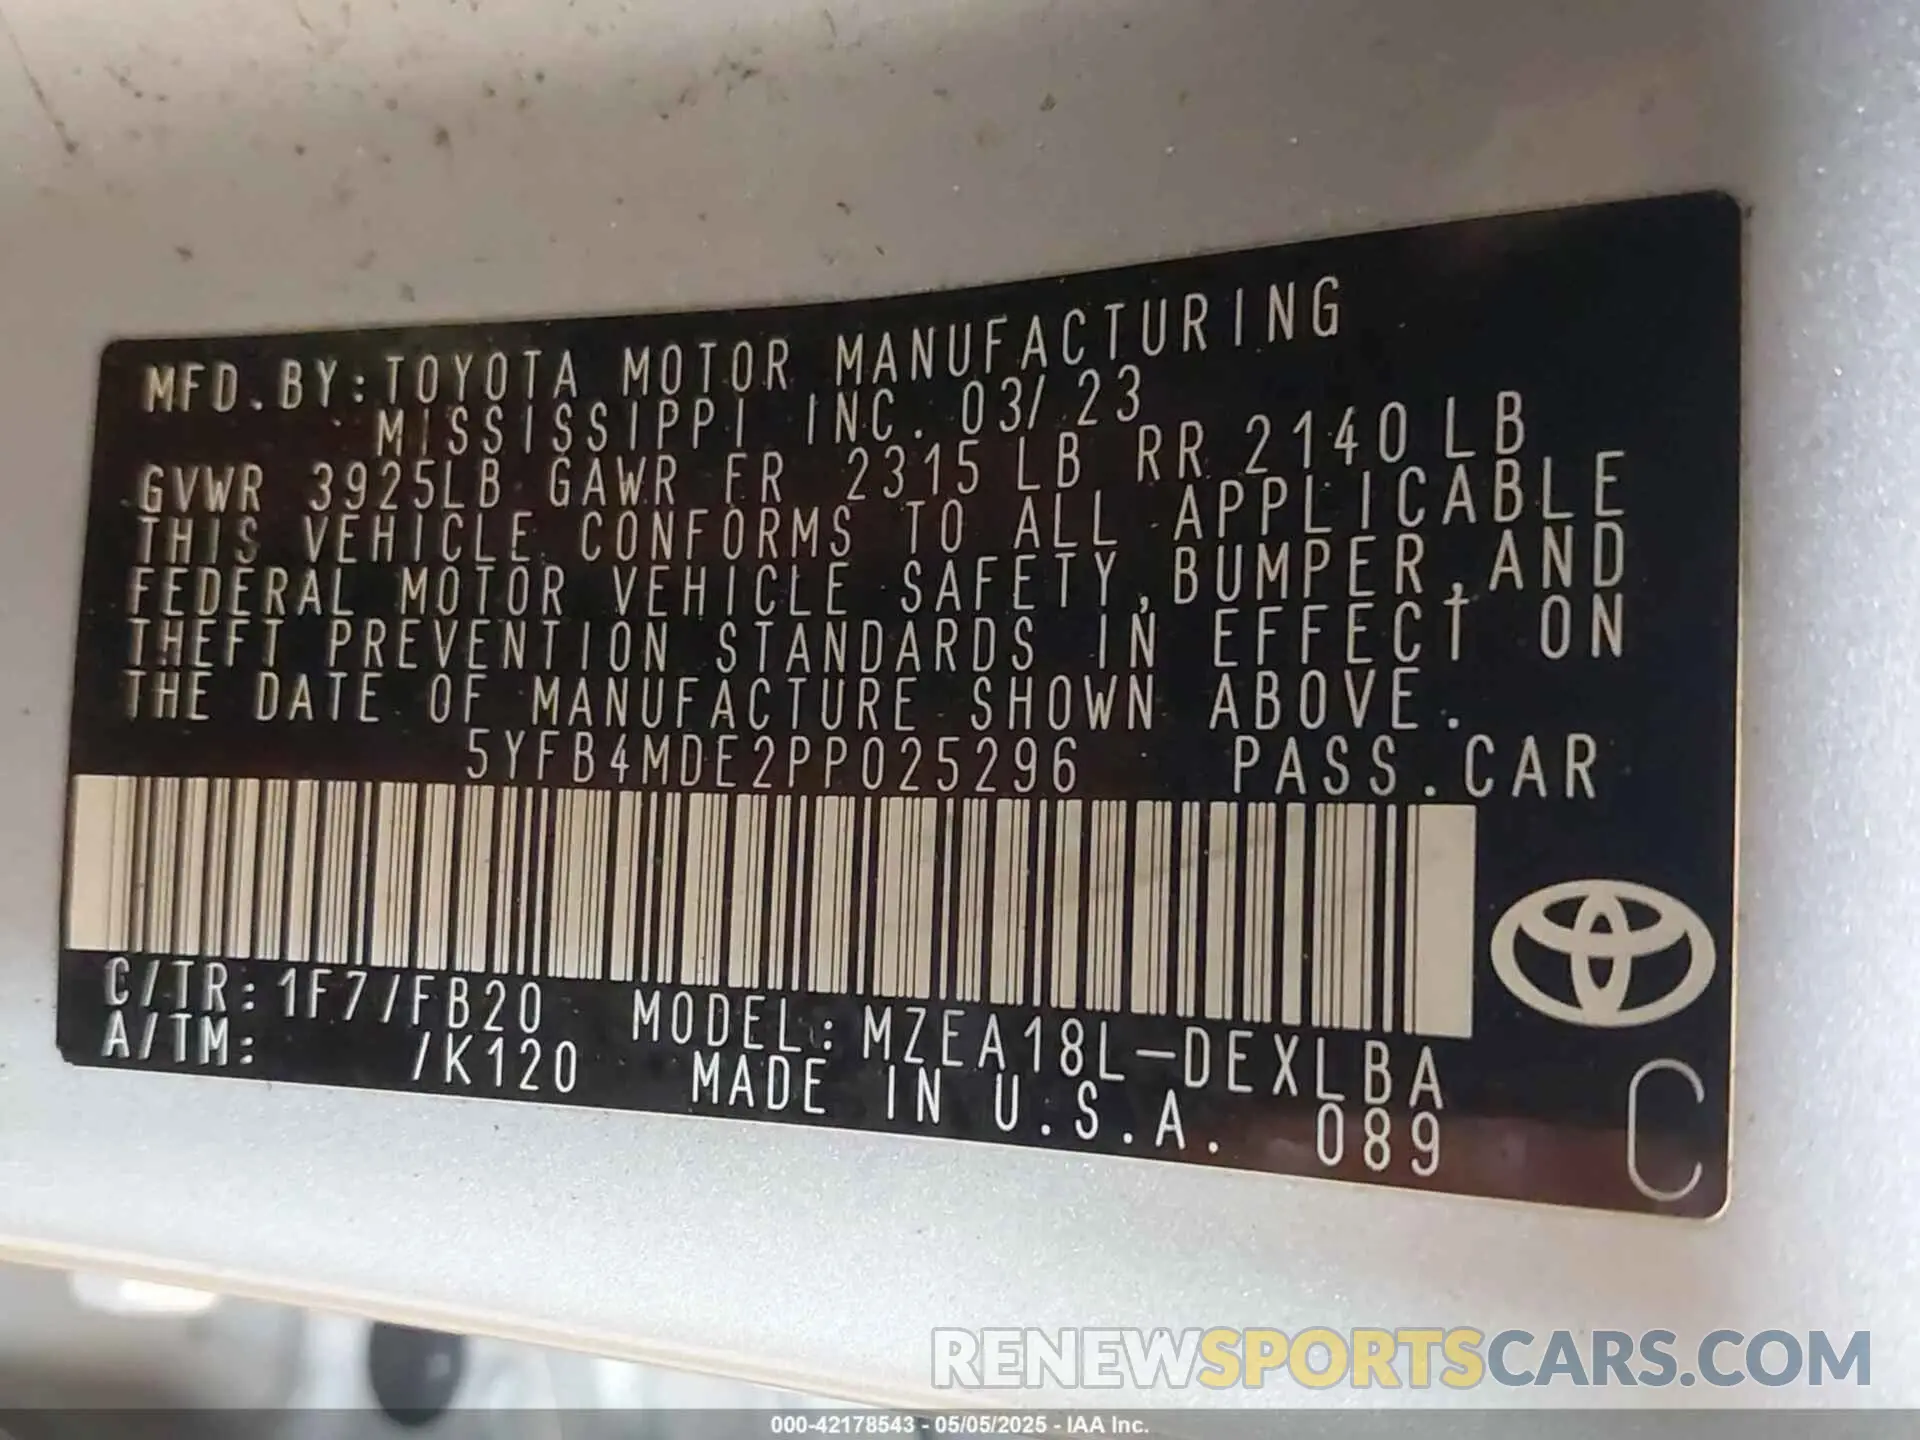 MFD.BY:TOYOTA MOTOR MANUFACTURING
MISSISSIPPI INC. 03/23
GVWR 3925LB GAWR FR 2315LB RR 2140LB
THIS VEHICLE CONFORMS TO ALL APPLICABLE
FEDERAL MOTOR VEHICLE SAFETY,BUMPER,AND
THEFT PREVENTION STANDARDS IN EFFECT ON
THE DATE OF MANUFACTURE SHOWN ABOVE.
5YFB4MDE2PP025296 PASS.CAR
C/TR:1F7/FB20 MODEL:MZEA18L-DEXLBA
A/TM: /K120 MADE IN U.S.A. 089
C
RENEWSPORTSCARS.COM
000-42178543 - 05/05/2025 - IAA Inc.